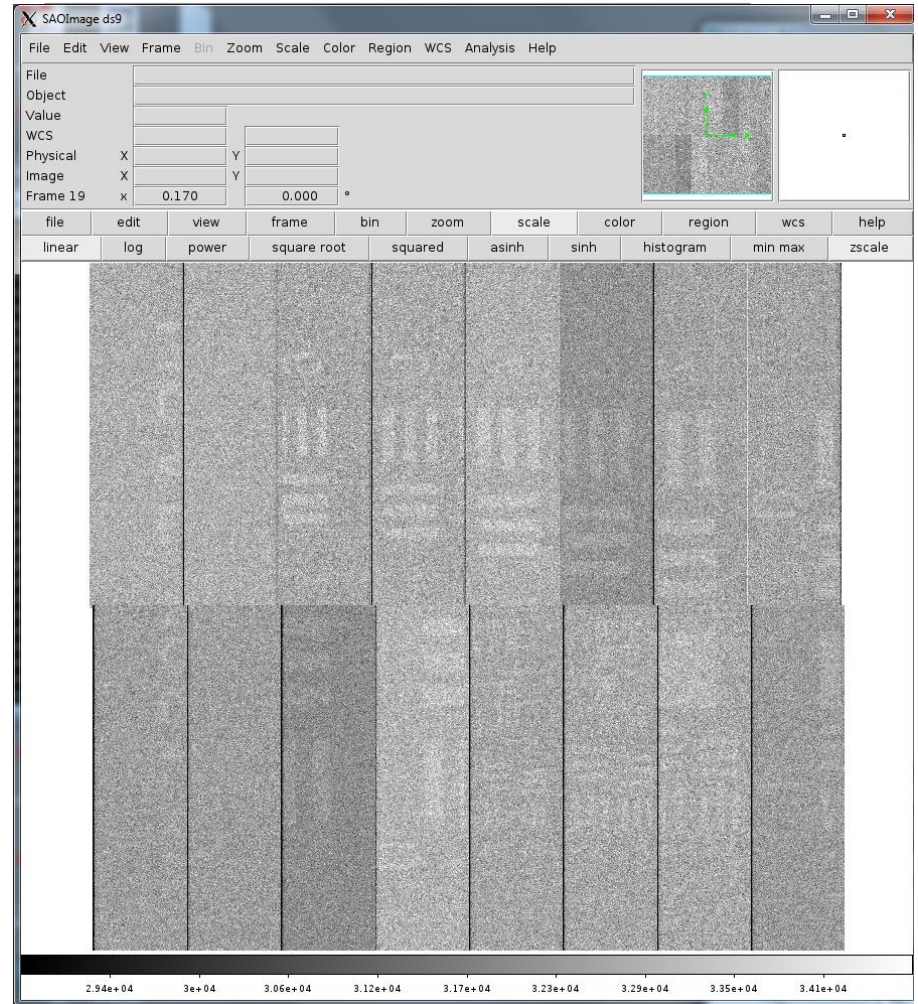 SAOImage ds9
File Edit View Frame Bin Zoom Scale Color Region WCS Analysis Help
File
Object
Value
WCS
Physical X Y
Image X Y
Frame 19 x 0.170 0.000 °
file edit view frame bin zoom scale color region wcs help
linear log power square root squared asinh sinh histogram min max zscale
2.94e+04 3e+04 3.06e+04 3.12e+04 3.17e+04 3.23e+04 3.29e+04 3.35e+04 3.41e+04